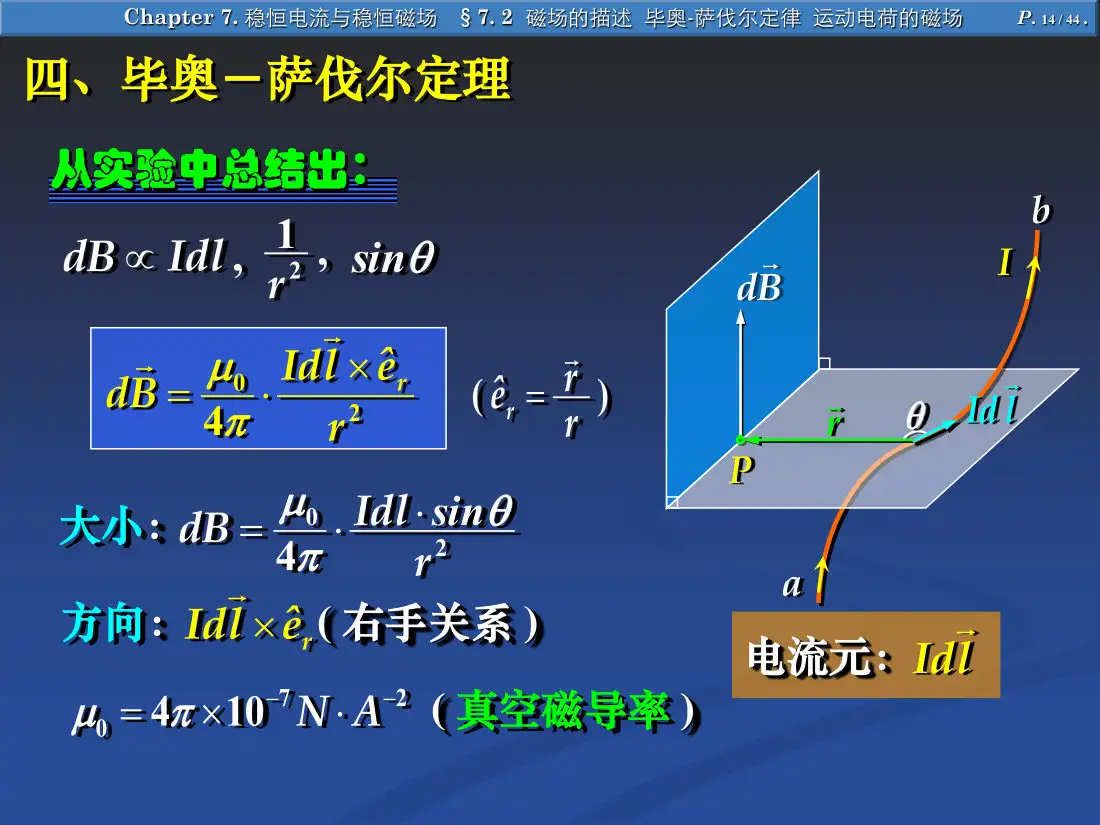 Chapter 7. 稳恒电流与稳恒磁场 §7.2 磁场的描述 毕奥-萨伐尔定律 运动电荷的磁场 P. 14 / 44 .
四、毕奥－萨伐尔定理
从实验中总结出：
dB ∝ Idl , 1/r² , sinθ
dB⃗ = μ₀/4π · Idl⃗ × ê_r / r² ( ê_r = r⃗/r )
大小：dB = μ₀/4π · Idl·sinθ / r²
方向：Idl⃗ × ê_r ( 右手关系 )
μ₀ = 4π×10⁻⁷ N·A⁻² ( 真空磁导率 )
b
I
dB⃗
r⃗ θ Idl⃗
P
a
电流元：Idl⃗